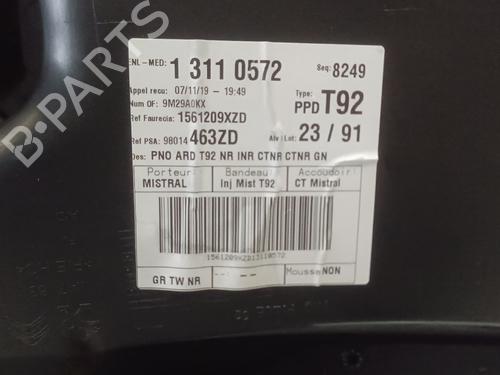 ENL-MED: 1 311 0572 Seq: 8249
Appel recu: 07/11/19 - 19:49
Num OF: 9M29A0KX
Type: PPD T92
Ref Faurecia: 1561209XZD
Ref PSA: 98014463ZD
Alv|Lot: 23 / 91
Des: PNO ARD T92 NR INR CTNR CTNR GN
Porteur Bandeau Accoudoir
MISTRAL Inj Mist T92 CT Mistral
1561209XZD13110572
GR TW NR --:-- Mousse NON
B-Parts